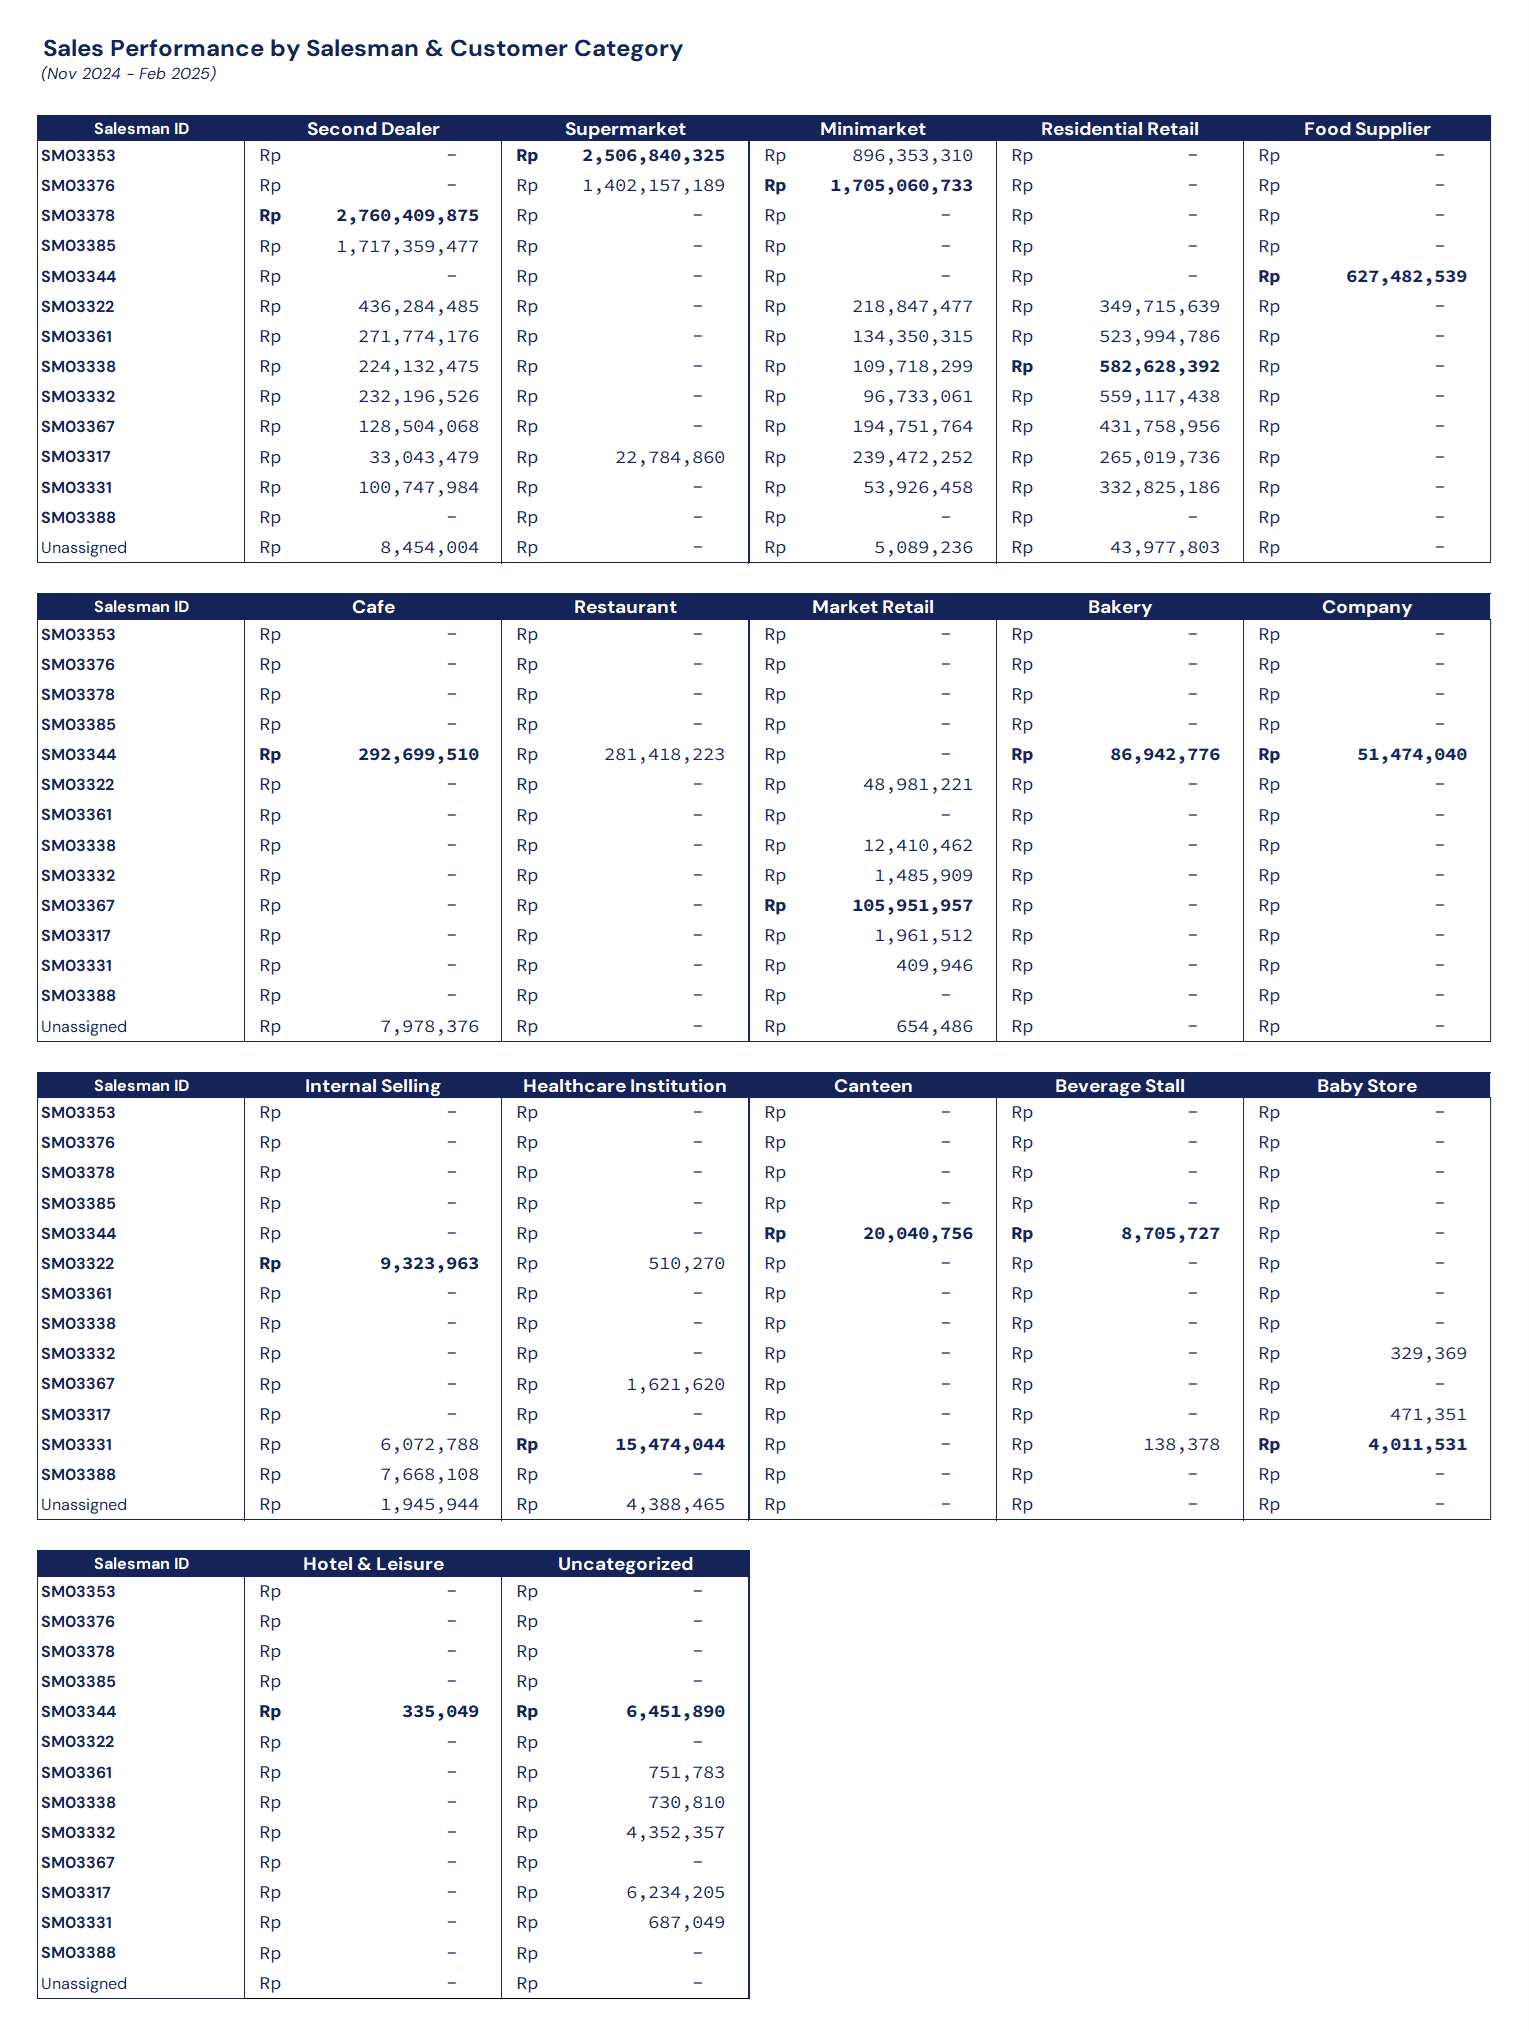 Sales Performance by Salesman & Customer Category
(Nov 2024 - Feb 2025)
Salesman ID Second Dealer Supermarket Minimarket Residential Retail Food Supplier
SM03353 Rp - Rp 2,506,840,325 Rp 896,353,310 Rp - Rp -
SM03376 Rp - Rp 1,402,157,189 Rp 1,705,060,733 Rp - Rp -
SM03378 Rp 2,760,409,875 Rp - Rp - Rp - Rp -
SM03385 Rp 1,717,359,477 Rp - Rp - Rp - Rp -
SM03344 Rp - Rp - Rp - Rp - Rp 627,482,539
SM03322 Rp 436,284,485 Rp - Rp 218,847,477 Rp 349,715,639 Rp -
SM03361 Rp 271,774,176 Rp - Rp 134,350,315 Rp 523,994,786 Rp -
SM03338 Rp 224,132,475 Rp - Rp 109,718,299 Rp 582,628,392 Rp -
SM03332 Rp 232,196,526 Rp - Rp 96,733,061 Rp 559,117,438 Rp -
SM03367 Rp 128,504,068 Rp - Rp 194,751,764 Rp 431,758,956 Rp -
SM03317 Rp 33,043,479 Rp 22,784,860 Rp 239,472,252 Rp 265,019,736 Rp -
SM03331 Rp 100,747,984 Rp - Rp 53,926,458 Rp 332,825,186 Rp -
SM03388 Rp - Rp - Rp - Rp - Rp -
Unassigned Rp 8,454,004 Rp - Rp 5,089,236 Rp 43,977,803 Rp -
Salesman ID Cafe Restaurant Market Retail Bakery Company
SM03353 Rp - Rp - Rp - Rp - Rp -
SM03376 Rp - Rp - Rp - Rp - Rp -
SM03378 Rp - Rp - Rp - Rp - Rp -
SM03385 Rp - Rp - Rp - Rp - Rp -
SM03344 Rp 292,699,510 Rp 281,418,223 Rp - Rp 86,942,776 Rp 51,474,040
SM03322 Rp - Rp - Rp 48,981,221 Rp - Rp -
SM03361 Rp - Rp - Rp - Rp - Rp -
SM03338 Rp - Rp - Rp 12,410,462 Rp - Rp -
SM03332 Rp - Rp - Rp 1,485,909 Rp - Rp -
SM03367 Rp - Rp - Rp 105,951,957 Rp - Rp -
SM03317 Rp - Rp - Rp 1,961,512 Rp - Rp -
SM03331 Rp - Rp - Rp 409,946 Rp - Rp -
SM03388 Rp - Rp - Rp - Rp - Rp -
Unassigned Rp 7,978,376 Rp - Rp 654,486 Rp - Rp -
Salesman ID Internal Selling Healthcare Institution Canteen Beverage Stall Baby Store
SM03353 Rp - Rp - Rp - Rp - Rp -
SM03376 Rp - Rp - Rp - Rp - Rp -
SM03378 Rp - Rp - Rp - Rp - Rp -
SM03385 Rp - Rp - Rp - Rp - Rp -
SM03344 Rp - Rp - Rp 20,040,756 Rp 8,705,727 Rp -
SM03322 Rp 9,323,963 Rp 510,270 Rp - Rp - Rp -
SM03361 Rp - Rp - Rp - Rp - Rp -
SM03338 Rp - Rp - Rp - Rp - Rp -
SM03332 Rp - Rp - Rp - Rp - Rp 329,369
SM03367 Rp - Rp 1,621,620 Rp - Rp - Rp -
SM03317 Rp - Rp - Rp - Rp - Rp 471,351
SM03331 Rp 6,072,788 Rp 15,474,044 Rp - Rp 138,378 Rp 4,011,531
SM03388 Rp 7,668,108 Rp - Rp - Rp - Rp -
Unassigned Rp 1,945,944 Rp 4,388,465 Rp - Rp - Rp -
Salesman ID Hotel & Leisure Uncategorized
SM03353 Rp - Rp -
SM03376 Rp - Rp -
SM03378 Rp - Rp -
SM03385 Rp - Rp -
SM03344 Rp 335,049 Rp 6,451,890
SM03322 Rp - Rp -
SM03361 Rp - Rp 751,783
SM03338 Rp - Rp 730,810
SM03332 Rp - Rp 4,352,357
SM03367 Rp - Rp -
SM03317 Rp - Rp 6,234,205
SM03331 Rp - Rp 687,049
SM03388 Rp - Rp -
Unassigned Rp - Rp -